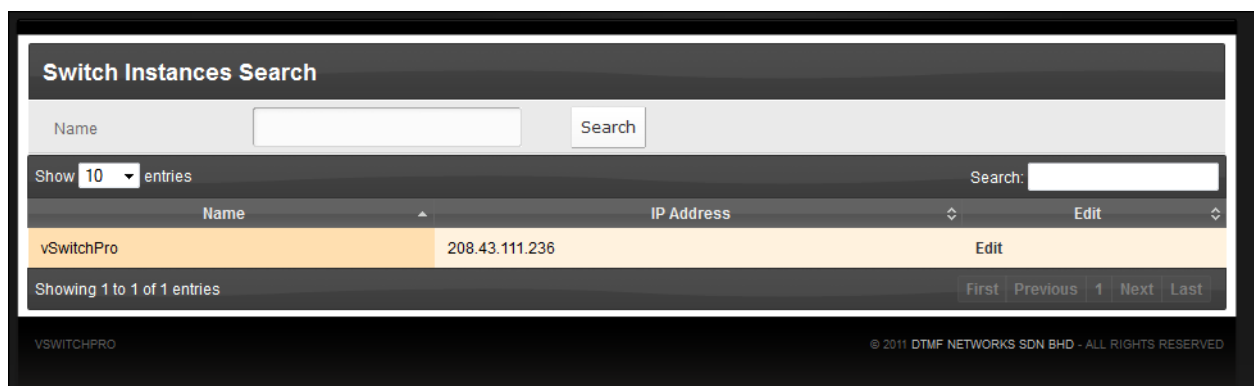 Switch Instances Search
Name Search
Show 10 entries Search:
Name IP Address Edit
vSwitchPro 208.43.111.236 Edit
Showing 1 to 1 of 1 entries First Previous 1 Next Last
VSWITCHPRO © 2011 DTMF NETWORKS SDN BHD - ALL RIGHTS RESERVED